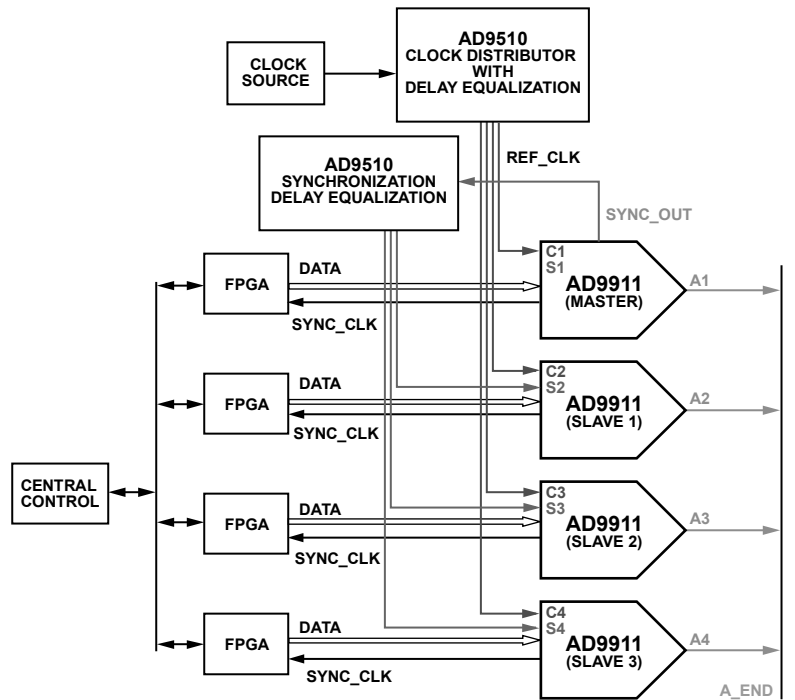 AD9510
CLOCK DISTRIBUTOR
WITH
DELAY EQUALIZATION
CLOCK
SOURCE
AD9510
SYNCHRONIZATION
DELAY EQUALIZATION
REF_CLK
SYNC_OUT
FPGA
DATA
SYNC_CLK
C1
S1
AD9911
(MASTER)
A1
FPGA
DATA
SYNC_CLK
C2
S2
AD9911
(SLAVE 1)
A2
CENTRAL
CONTROL
FPGA
DATA
SYNC_CLK
C3
S3
AD9911
(SLAVE 2)
A3
FPGA
DATA
SYNC_CLK
C4
S4
AD9911
(SLAVE 3)
A4
A_END